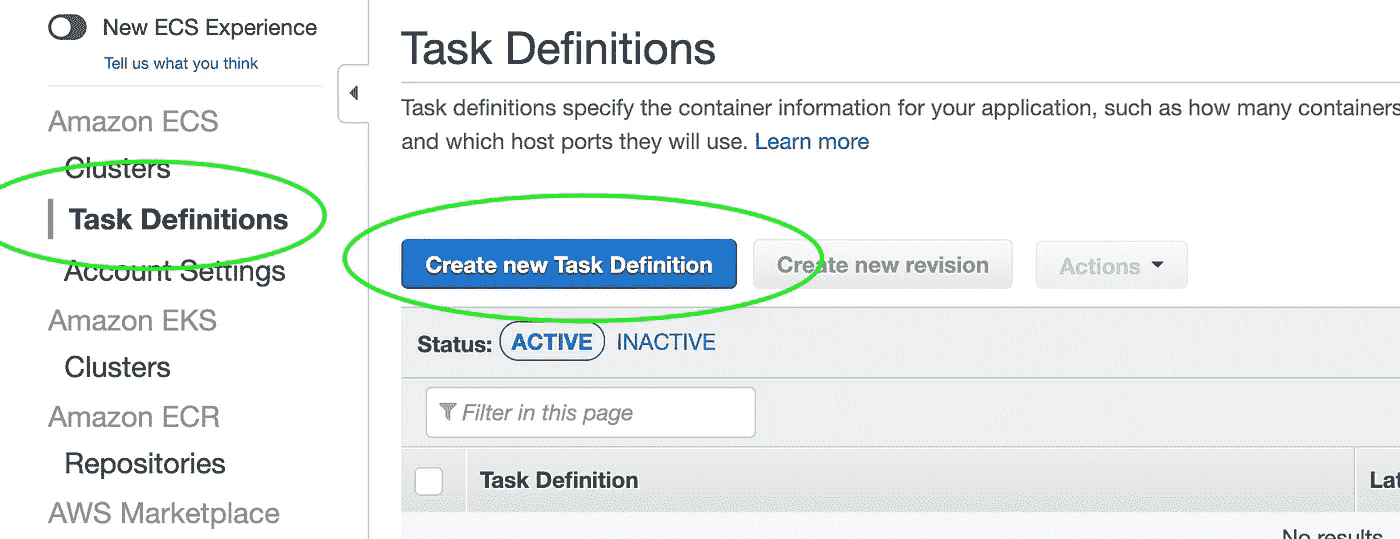 New ECS Experience
Tell us what you think
Amazon ECS
Clusters
Task Definitions
Account Settings
Amazon EKS
Clusters
Amazon ECR
Repositories
AWS Marketplace
Task Definitions
Task definitions specify the container information for your application, such as how many containers
and which host ports they will use. Learn more
Create new Task Definition Create new revision Actions
Status: ACTIVE INACTIVE
Filter in this page
Task Definition Lat
No results